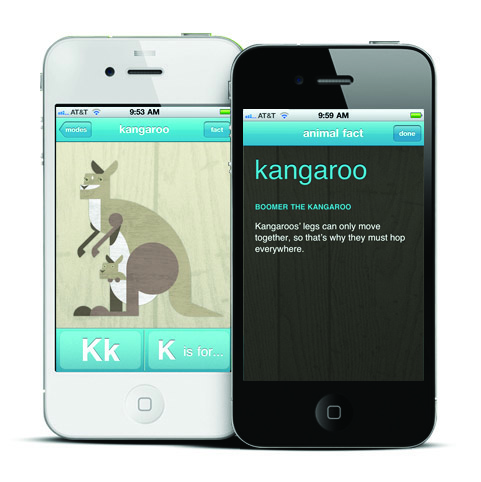 AT&T 9:53 AM
modes kangaroo fact
Kk K is for...
AT&T 9:59 AM
animal fact done
kangaroo
BOOMER THE KANGAROO
Kangaroos' legs can only move
together, so that's why they must hop
everywhere.